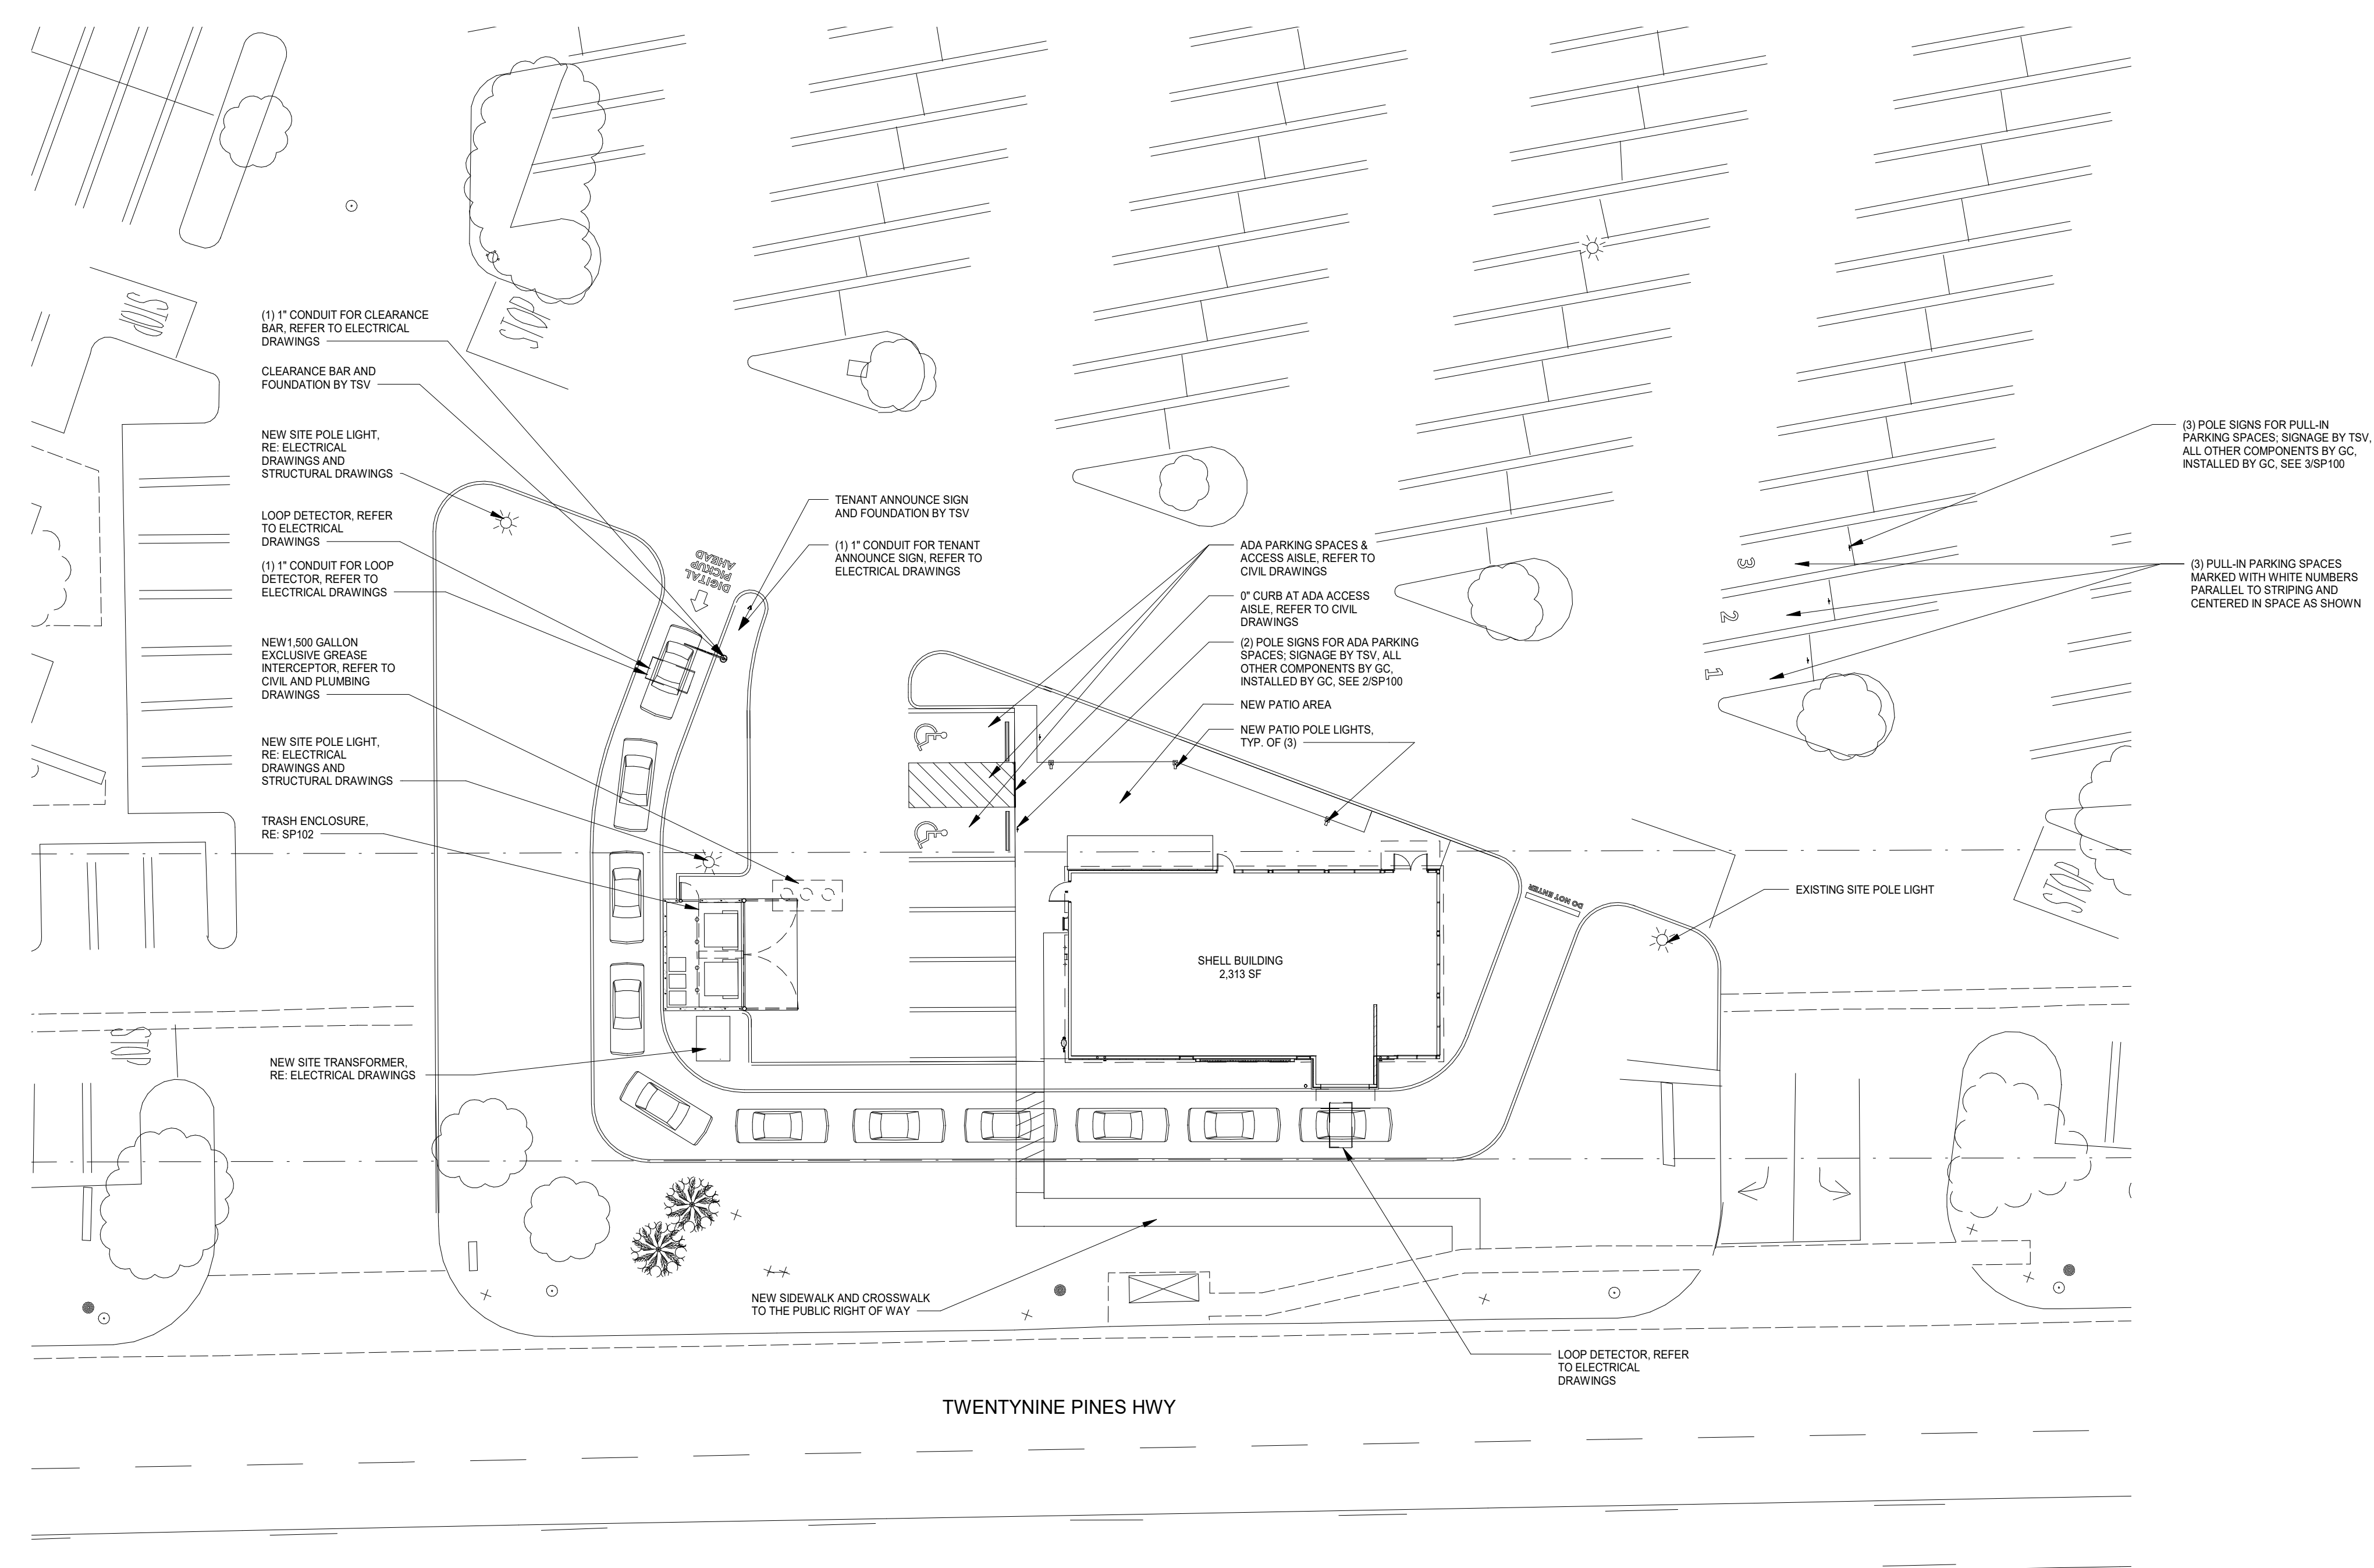 (1) 1" CONDUIT FOR CLEARANCE
BAR, REFER TO ELECTRICAL
DRAWINGS
CLEARANCE BAR AND
FOUNDATION BY TSV
NEW SITE POLE LIGHT,
RE: ELECTRICAL
DRAWINGS AND
STRUCTURAL DRAWINGS
LOOP DETECTOR, REFER
TO ELECTRICAL
DRAWINGS
(1) 1" CONDUIT FOR LOOP
DETECTOR, REFER TO
ELECTRICAL DRAWINGS
NEW1,500 GALLON
EXCLUSIVE GREASE
INTERCEPTOR, REFER TO
CIVIL AND PLUMBING
DRAWINGS
NEW SITE POLE LIGHT,
RE: ELECTRICAL
DRAWINGS AND
STRUCTURAL DRAWINGS
TRASH ENCLOSURE,
RE: SP102
NEW SITE TRANSFORMER,
RE: ELECTRICAL DRAWINGS
STOP
STOP
STOP
STOP
DIGITAL
PICKUP
AHEAD
TENANT ANNOUNCE SIGN
AND FOUNDATION BY TSV
(1) 1" CONDUIT FOR TENANT
ANNOUNCE SIGN, REFER TO
ELECTRICAL DRAWINGS
ADA PARKING SPACES &
ACCESS AISLE, REFER TO
CIVIL DRAWINGS
0" CURB AT ADA ACCESS
AISLE, REFER TO CIVIL
DRAWINGS
(2) POLE SIGNS FOR ADA PARKING
SPACES; SIGNAGE BY TSV, ALL
OTHER COMPONENTS BY GC,
INSTALLED BY GC, SEE 2/SP100
NEW PATIO AREA
NEW PATIO POLE LIGHTS,
TYP. OF (3)
(3) POLE SIGNS FOR PULL-IN
PARKING SPACES; SIGNAGE BY TSV,
ALL OTHER COMPONENTS BY GC,
INSTALLED BY GC, SEE 3/SP100
(3) PULL-IN PARKING SPACES
MARKED WITH WHITE NUMBERS
PARALLEL TO STRIPING AND
CENTERED IN SPACE AS SHOWN
3
2
1
DO NOT ENTER
EXISTING SITE POLE LIGHT
SHELL BUILDING
2,313 SF
NEW SIDEWALK AND CROSSWALK
TO THE PUBLIC RIGHT OF WAY
LOOP DETECTOR, REFER
TO ELECTRICAL
DRAWINGS
TWENTYNINE PINES HWY